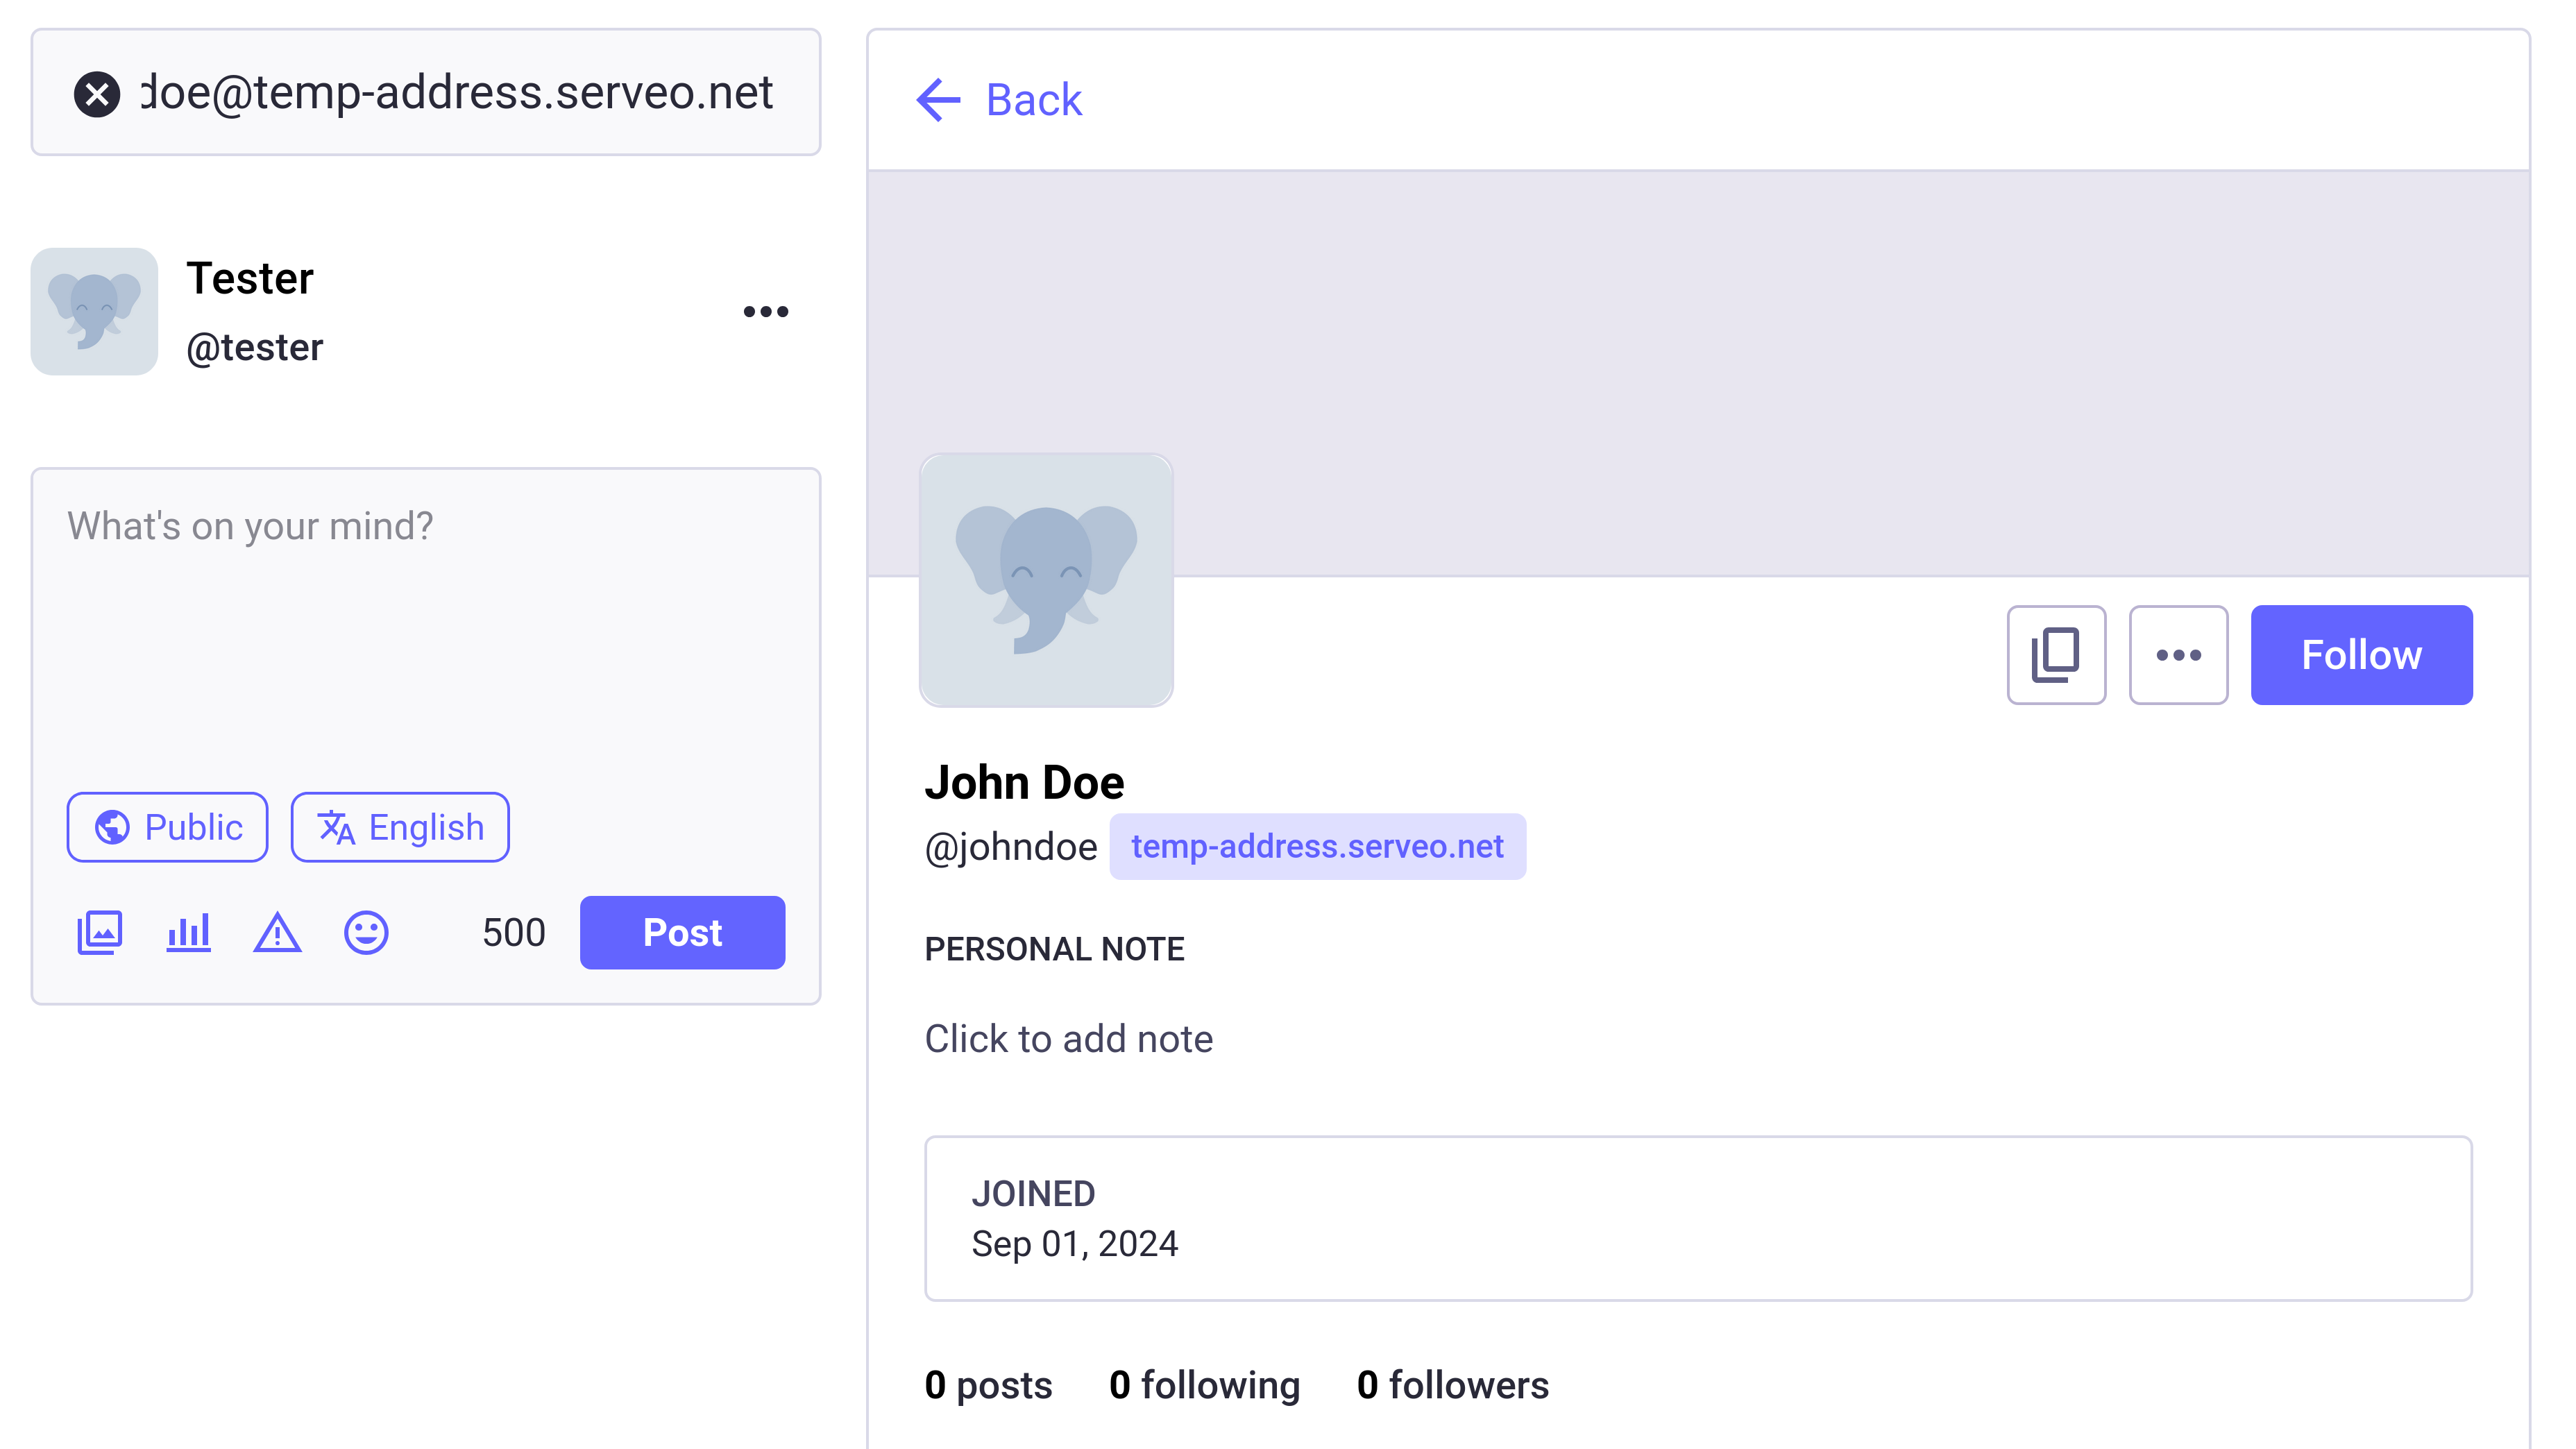 doe@temp-address.serveo.net
Tester
@tester
What's on your mind?
Public English
500 Post
Back
Follow
John Doe
@johndoe temp-address.serveo.net
PERSONAL NOTE
Click to add note
JOINED
Sep 01, 2024
0 posts 0 following 0 followers